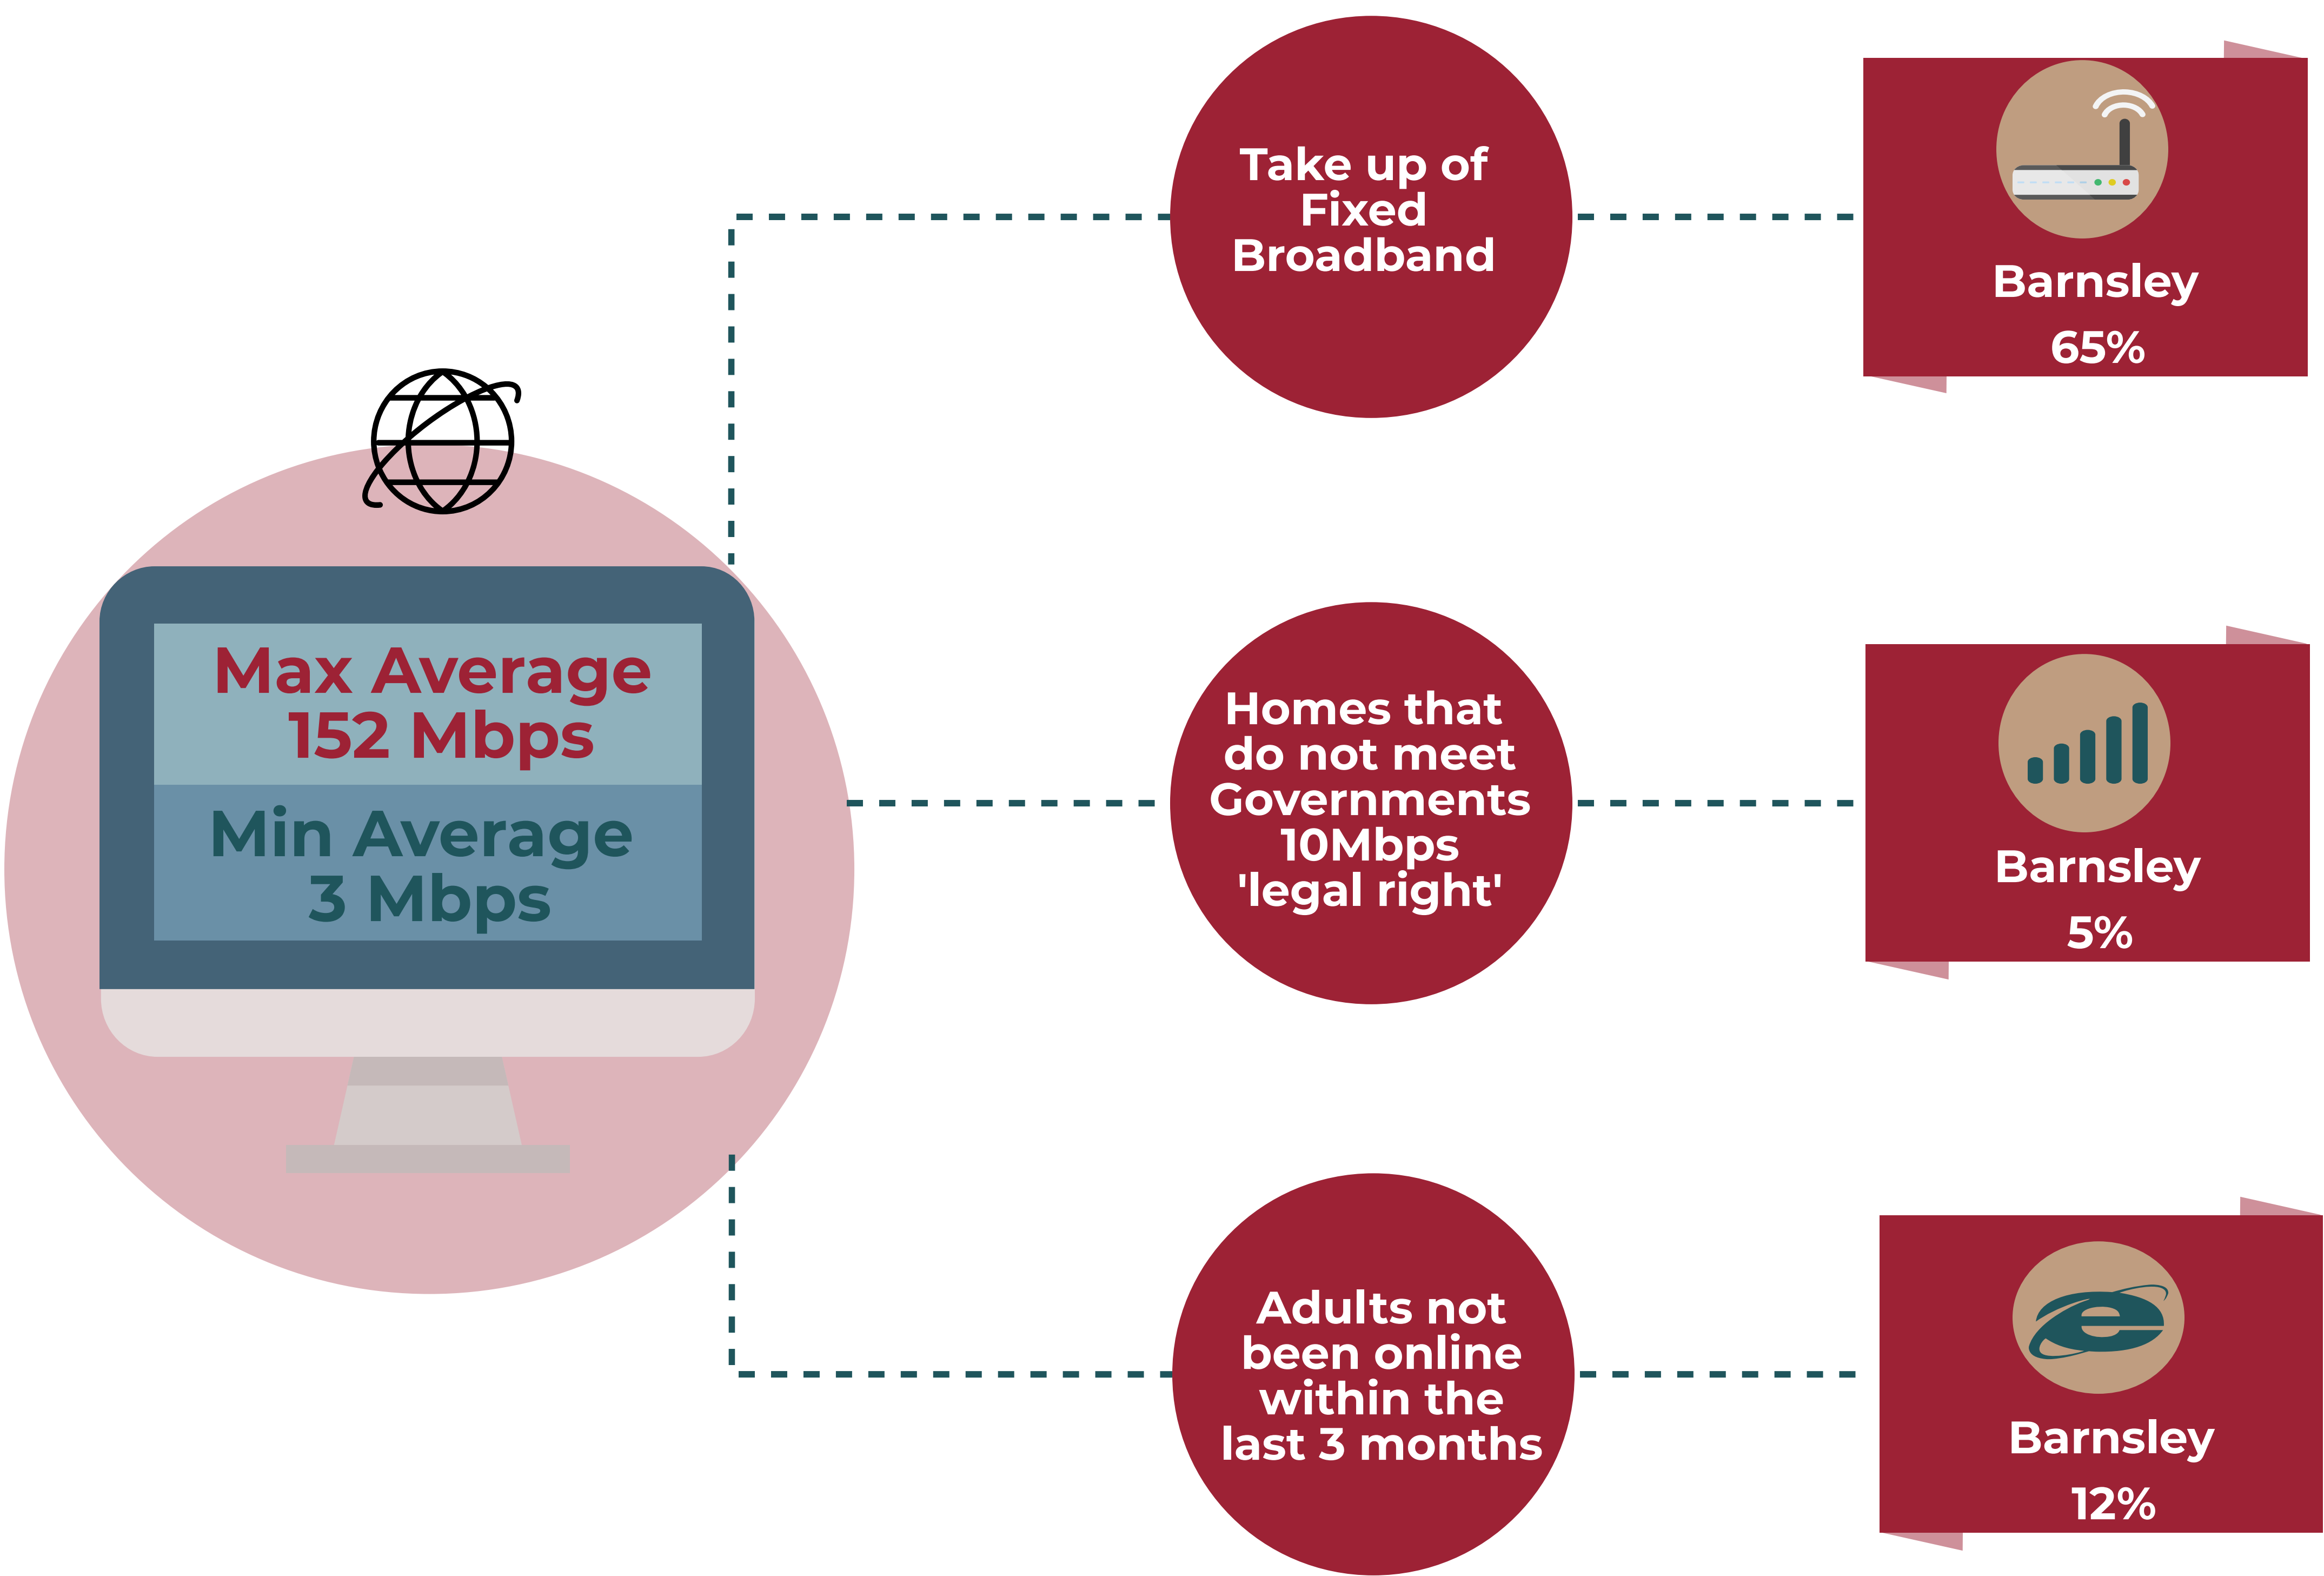 Max Average
152 Mbps
Min Average
3 Mbps
Take up of
Fixed
Broadband
Barnsley
65%
Homes that
do not meet
Governments
10Mbps
'legal right'
Barnsley
5%
Adults not
been online
within the
last 3 months
Barnsley
12%